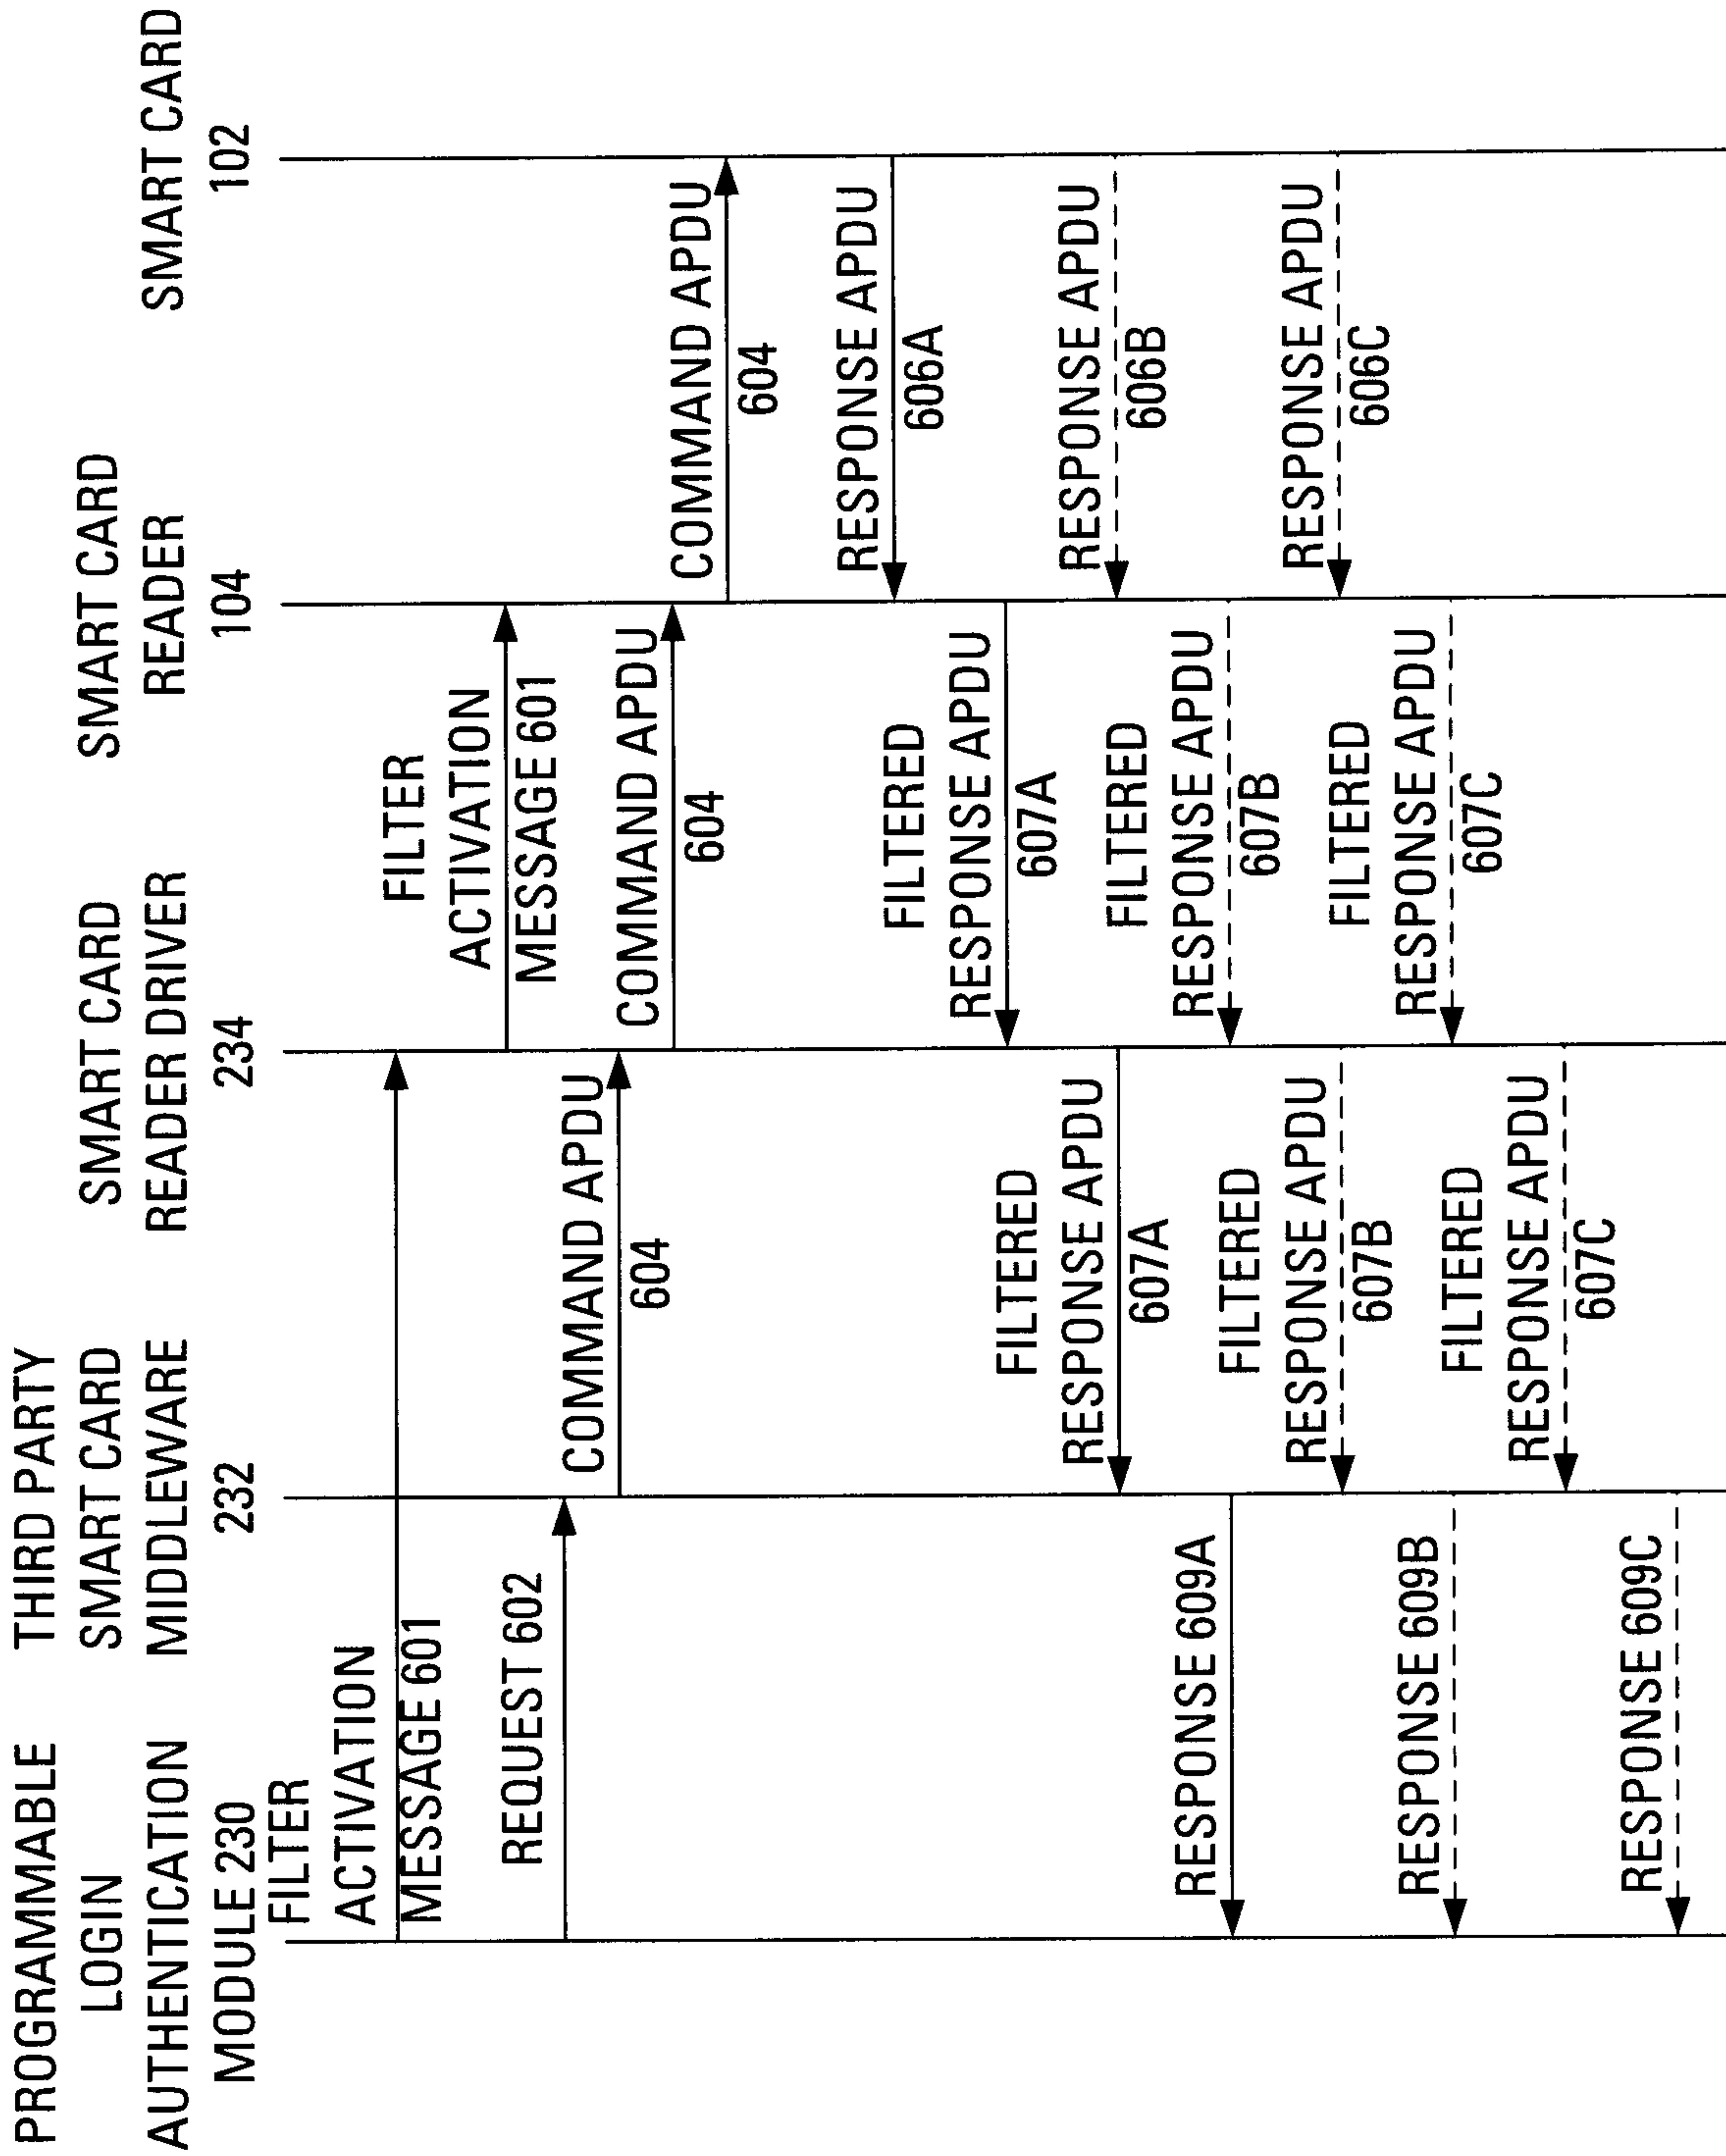 PROGRAMMABLE
LOGIN
AUTHENTICATION
MODULE 230
THIRD PARTY
SMART CARD
MIDDLEWARE
232
SMART CARD
READER DRIVER
234
SMART CARD
READER
104
SMART CARD
102
FILTER
ACTIVATION
MESSAGE 601
FILTER
ACTIVATION
MESSAGE 601
REQUEST 602
COMMAND APDU
604
COMMAND APDU
604
COMMAND APDU
604
RESPONSE APDU
606A
FILTERED
RESPONSE APDU
607A
FILTERED
RESPONSE APDU
607A
RESPONSE 609A
RESPONSE APDU
606B
FILTERED
RESPONSE APDU
607B
FILTERED
RESPONSE APDU
607B
RESPONSE 609B
RESPONSE APDU
606C
FILTERED
RESPONSE APDU
607C
FILTERED
RESPONSE APDU
607C
RESPONSE 609C